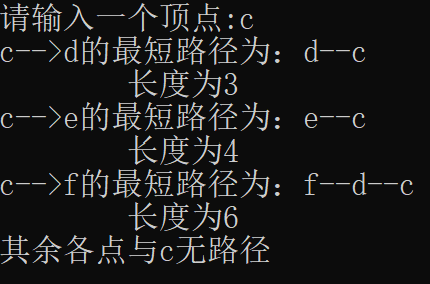 请输入一个顶点:c
c-->d的最短路径为：d--c
长度为3
c-->e的最短路径为：e--c
长度为4
c-->f的最短路径为：f--d--c
长度为6
其余各点与c无路径